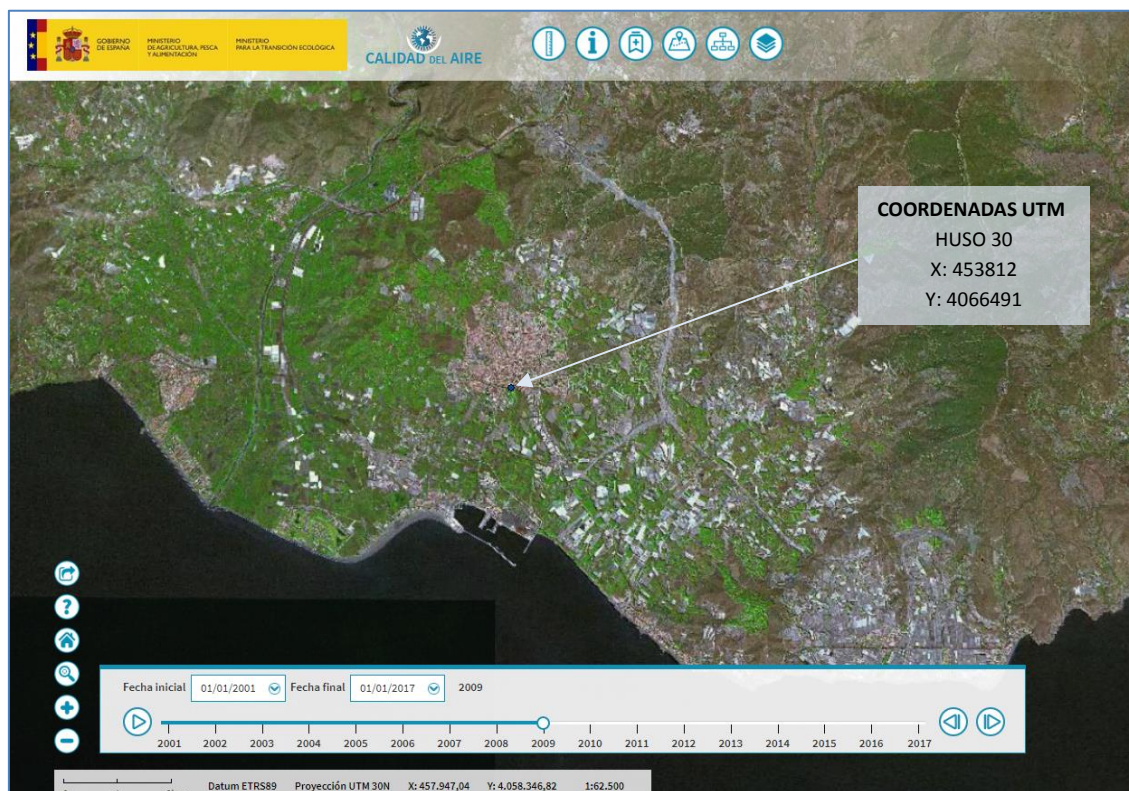 GOBIERNO
DE ESPAÑA
MINISTERIO
DE AGRICULTURA, PESCA
Y ALIMENTACIÓN
MINISTERIO
PARA LA TRANSICIÓN ECOLÓGICA
CALIDAD DEL AIRE
COORDENADAS UTM
HUSO 30
X: 453812
Y: 4066491
Fecha inicial 01/01/2001 Fecha final 01/01/2017 2009
2001 2002 2003 2004 2005 2006 2007 2008 2009 2010 2011 2012 2013 2014 2015 2016 2017
Datum ETRS89 Proyección UTM 30N X: 457.947,04 Y: 4.058.346,82 1:62.500